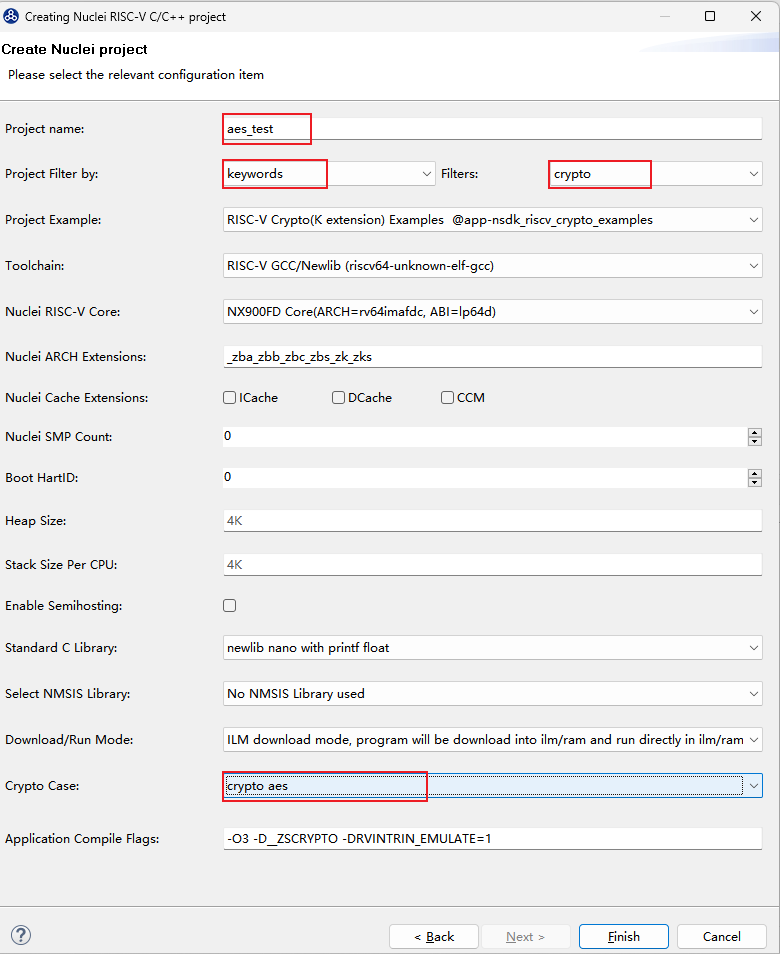 Creating Nuclei RISC-V C/C++ project
Create Nuclei project
Please select the relevant configuration item
Project name: aes_test
Project Filter by: keywords Filters: crypto
Project Example: RISC-V Crypto(K extension) Examples @app-nsdk_riscv_crypto_examples
Toolchain: RISC-V GCC/Newlib (riscv64-unknown-elf-gcc)
Nuclei RISC-V Core: NX900FD Core(ARCH=rv64imafdc, ABI=lp64d)
Nuclei ARCH Extensions: _zba_zbb_zbc_zbs_zk_zks
Nuclei Cache Extensions: ICache DCache CCM
Nuclei SMP Count: 0
Boot HartID: 0
Heap Size: 4K
Stack Size Per CPU: 4K
Enable Semihosting:
Standard C Library: newlib nano with printf float
Select NMSIS Library: No NMSIS Library used
Download/Run Mode: ILM download mode, program will be download into ilm/ram and run directly in ilm/ram
Crypto Case: crypto aes
Application Compile Flags: -O3 -D__ZSCRYPTO -DRVINTRIN_EMULATE=1
? < Back Next > Finish Cancel